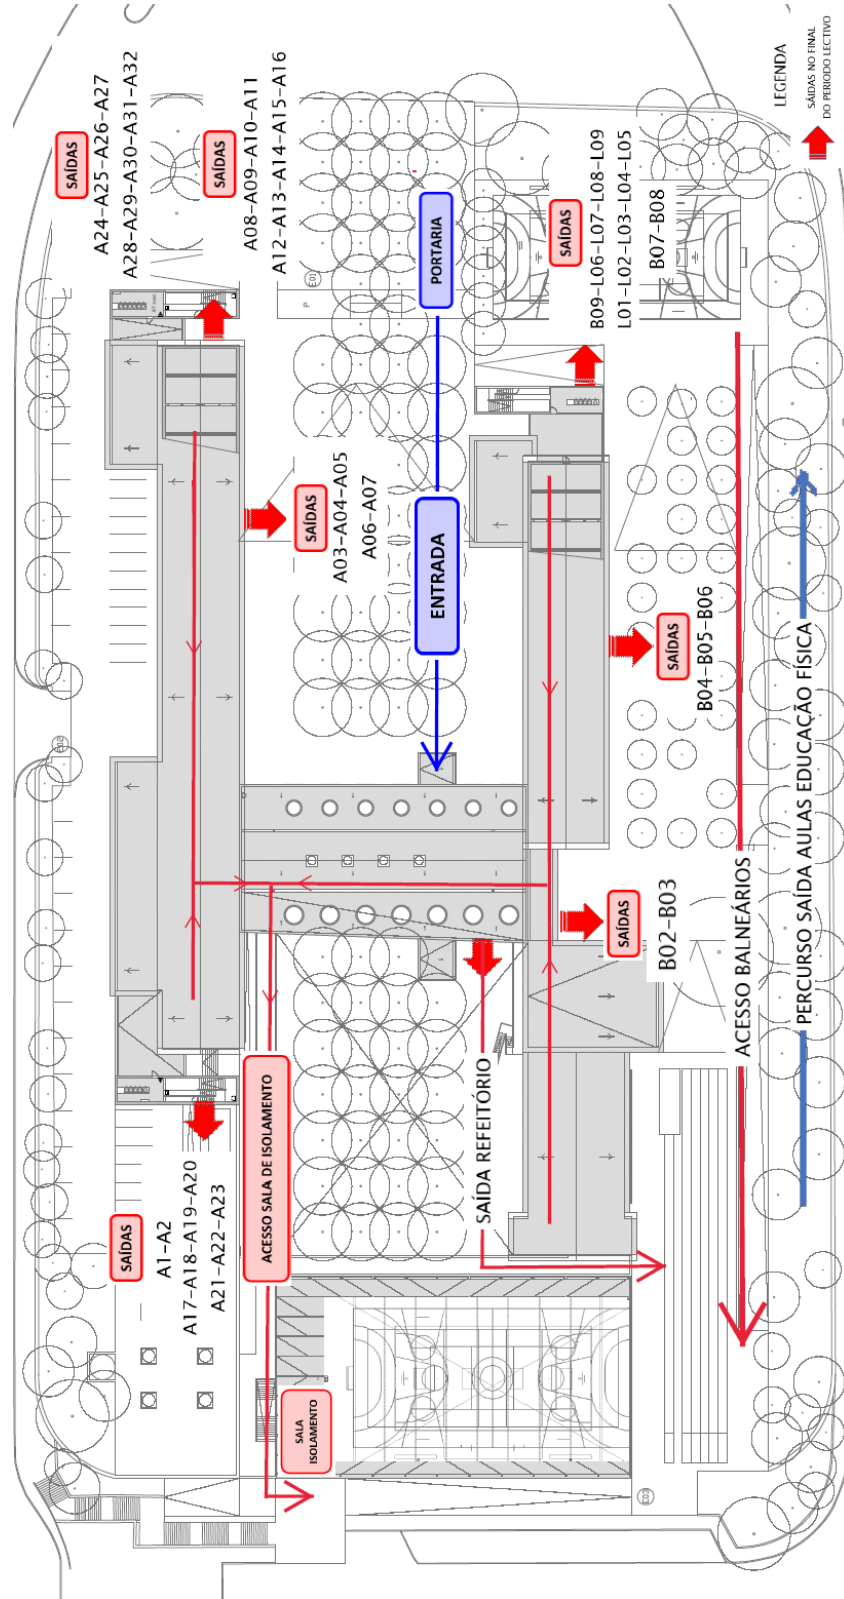 LEGENDA
SAÍDAS NO FINAL
DO PERIODO LECTIVO
SAÍDAS
A24-A25-A26-A27
A28-A29-A30-A31-A32
SAÍDAS
A08-A09-A10-A11
A12-A13-A14-A15-A16
PORTARIA
SAÍDAS
B09-L06-L07-L08-L09
L01-L02-L03-L04-L05
B07-B08
E01
P
SAÍDAS
A03-A04-A05
A06-A07
ENTRADA
SAÍDAS
B04-B05-B06
E02
SAÍDAS
B02-B03
ACESSO BALNEÁRIOS
PERCURSO SAÍDA AULAS EDUCAÇÃO FÍSICA
SAÍDAS
A1-A2
A17-A18-A19-A20
A21-A22-A23
ACESSO SALA DE ISOLAMENTO
SAÍDA REFEITÓRIO
SALA
ISOLAMENTO
E03